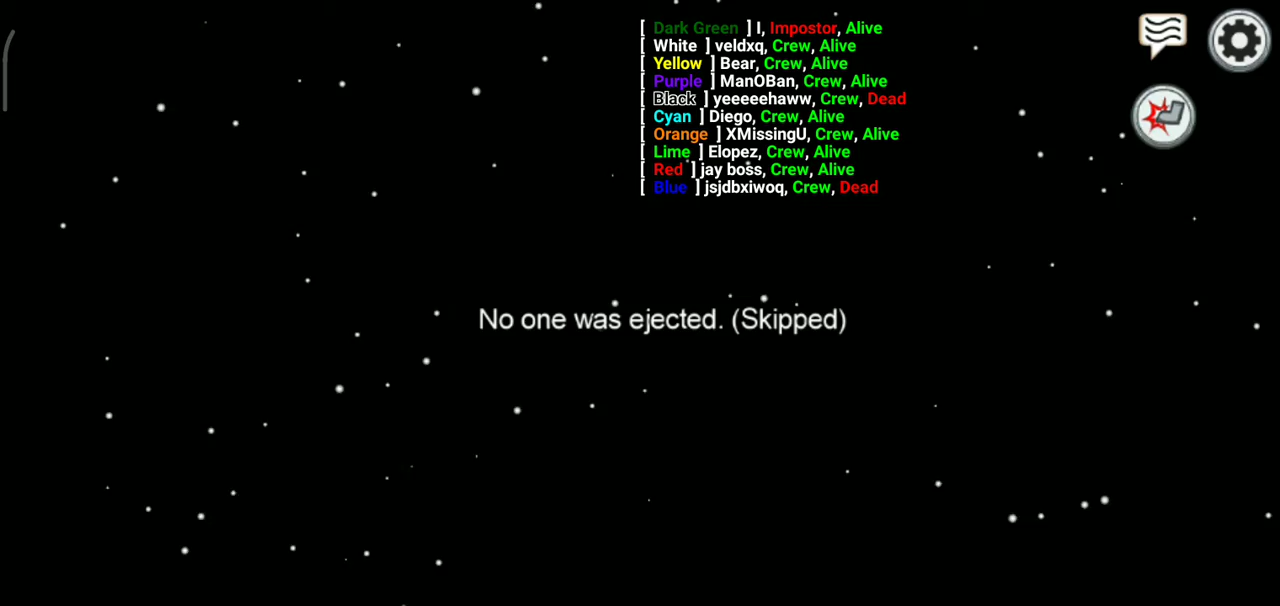 [ Dark Green ] I, Impostor, Alive
[ White ] veldxq, Crew, Alive
[ Yellow ] Bear, Crew, Alive
[ Purple ] ManOBan, Crew, Alive
[ Black ] yeeeeehaww, Crew, Dead
[ Cyan ] Diego, Crew, Alive
[ Orange ] XMissingU, Crew, Alive
[ Lime ] Elopez, Crew, Alive
[ Red ] jay boss, Crew, Alive
[ Blue ] jsjdbxiwoq, Crew, Dead
No one was ejected. (Skipped)